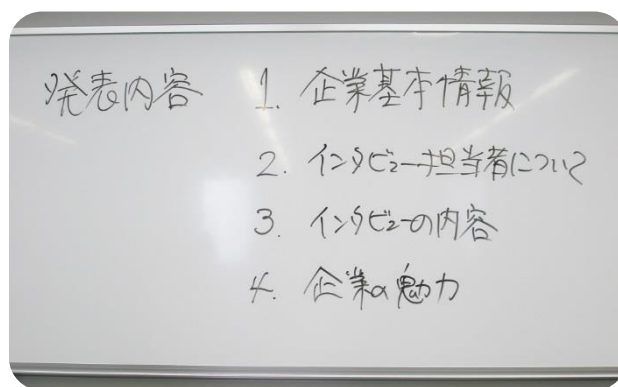 発表内容 1. 企業基本情報
2. インタビュー担当者について
3. インタビューの内容
4. 企業の魅力